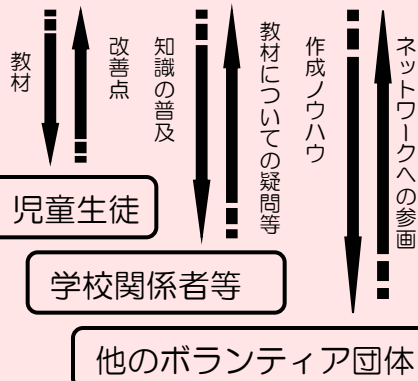 教材
改善点
知識の普及
教材についての疑問等
作成ノウハウ
ネットワークへの参画
児童生徒
学校関係者等
他のボランティア団体